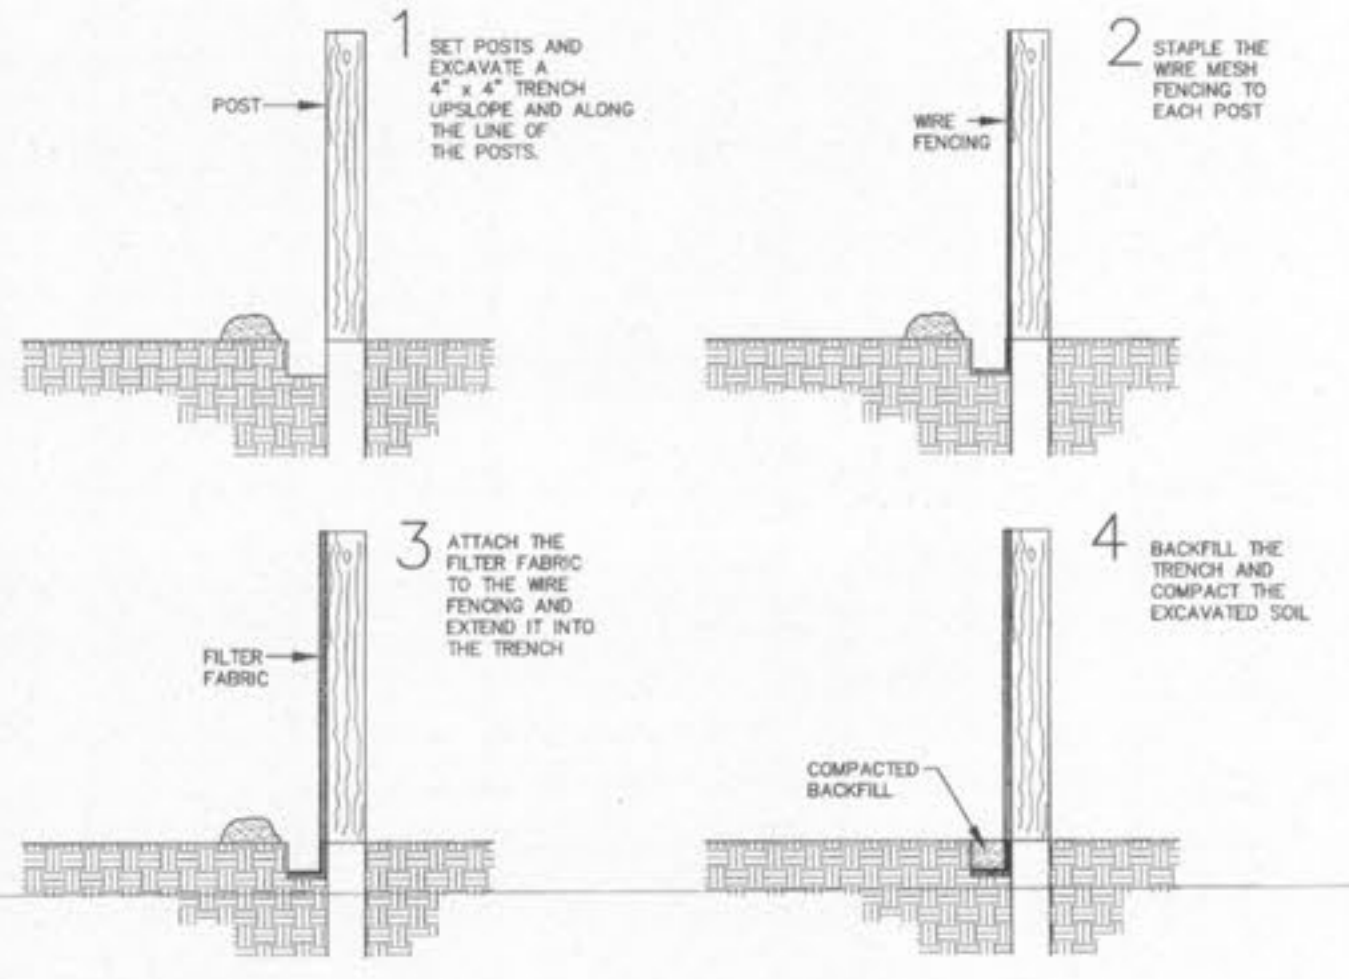 1
SET POSTS AND
EXCAVATE A
4" x 4" TRENCH
UPSLOPE AND ALONG
THE LINE OF
THE POSTS.
POST
2
STAPLE THE
WIRE MESH
FENCING TO
EACH POST
WIRE
FENCING
3
ATTACH THE
FILTER FABRIC
TO THE WIRE
FENCING AND
EXTEND IT INTO
THE TRENCH
FILTER
FABRIC
4
BACKFILL THE
TRENCH AND
COMPACT THE
EXCAVATED SOIL
COMPACTED
BACKFILL